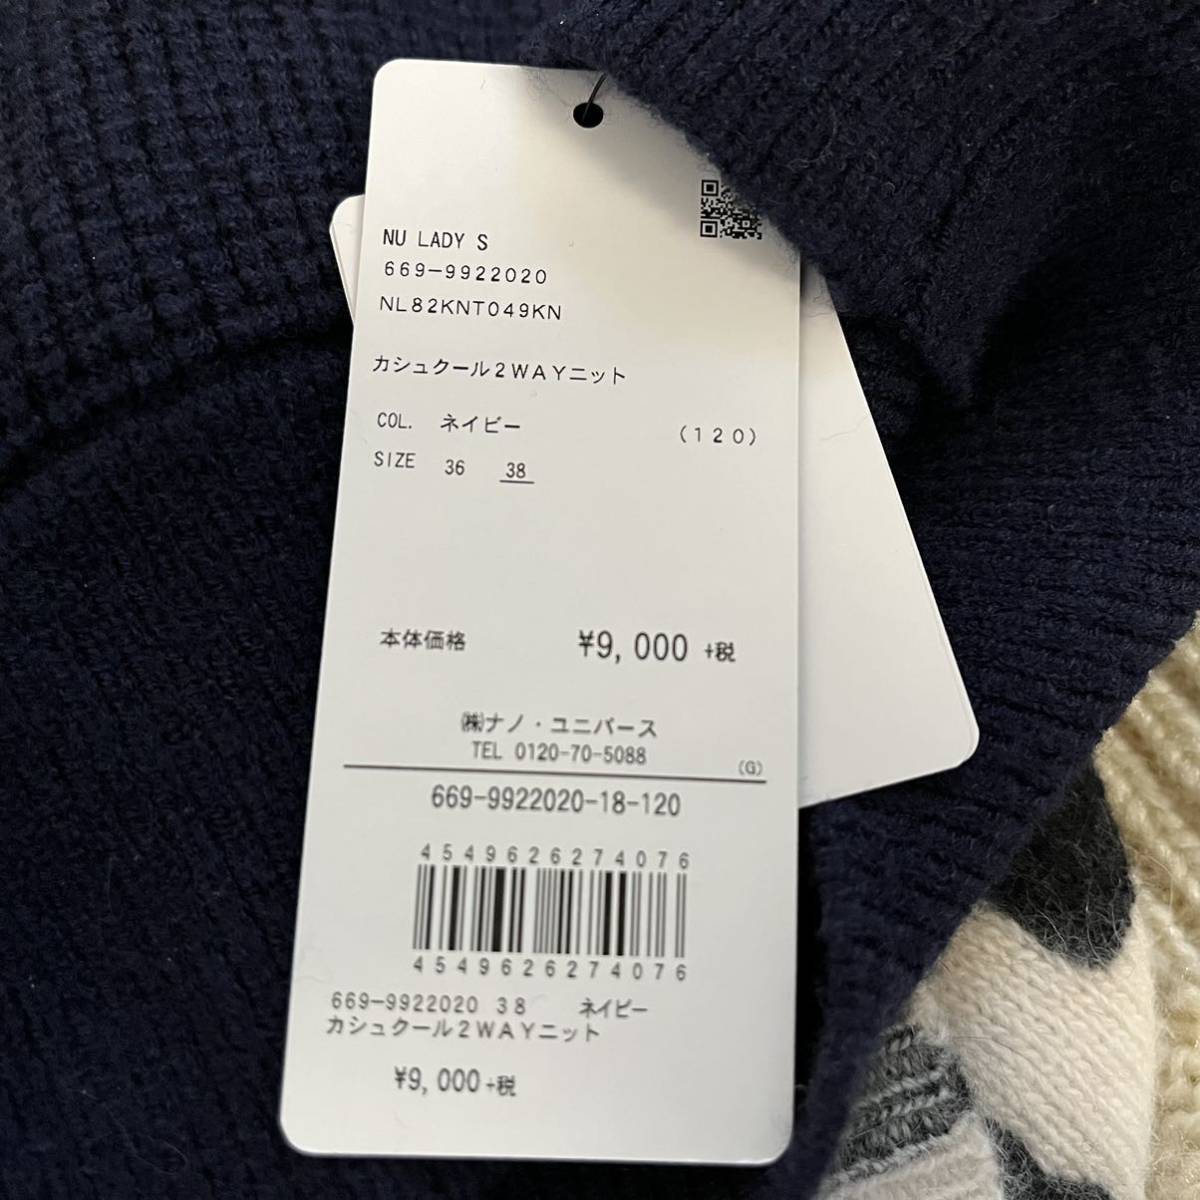 NU LADY S
669-9922020
NL82KNT049KN
カシュクール2WAYニット
COL. ネイビー (120)
SIZE 36 38
本体価格 ¥9,000 +税
㈱ナノ・ユニバース
TEL 0120-70-5088
(G)
669-9922020-18-120
4549626274076
4549626274076
669-9922020 38 ネイビー
カシュクール2WAYニット
¥9,000+税